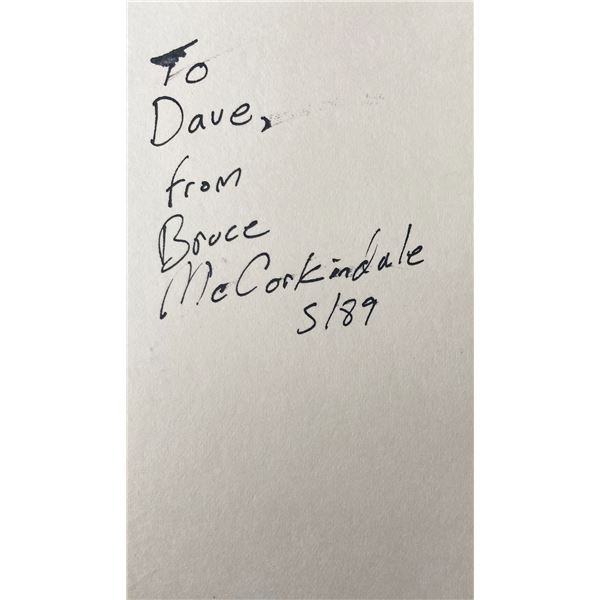 To
Dave,
from
Bruce
McCorkindale
5/89